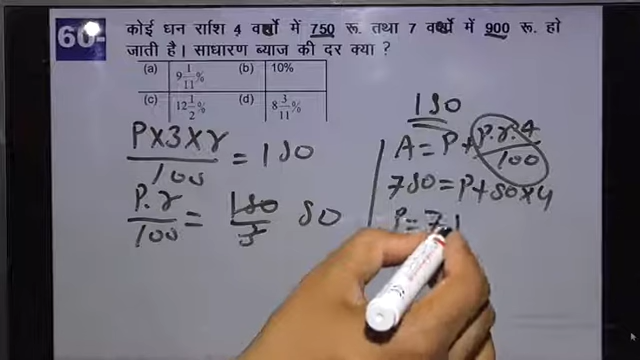 60- कोई धन राशि 4 वर्षों में 750 रू. तथा 7 वर्षों में 900 रू. हो
जाती है। साधारण ब्याज की दर क्या ?
(a) 9 1/11 % (b) 10%
(c) 12 1/2 % (d) 8 3/11 %
150
P×3×r/100 = 150
A = P + P.r.4/100
P.r/100 = 150/3 50
750 = P + 50×4
P = 7